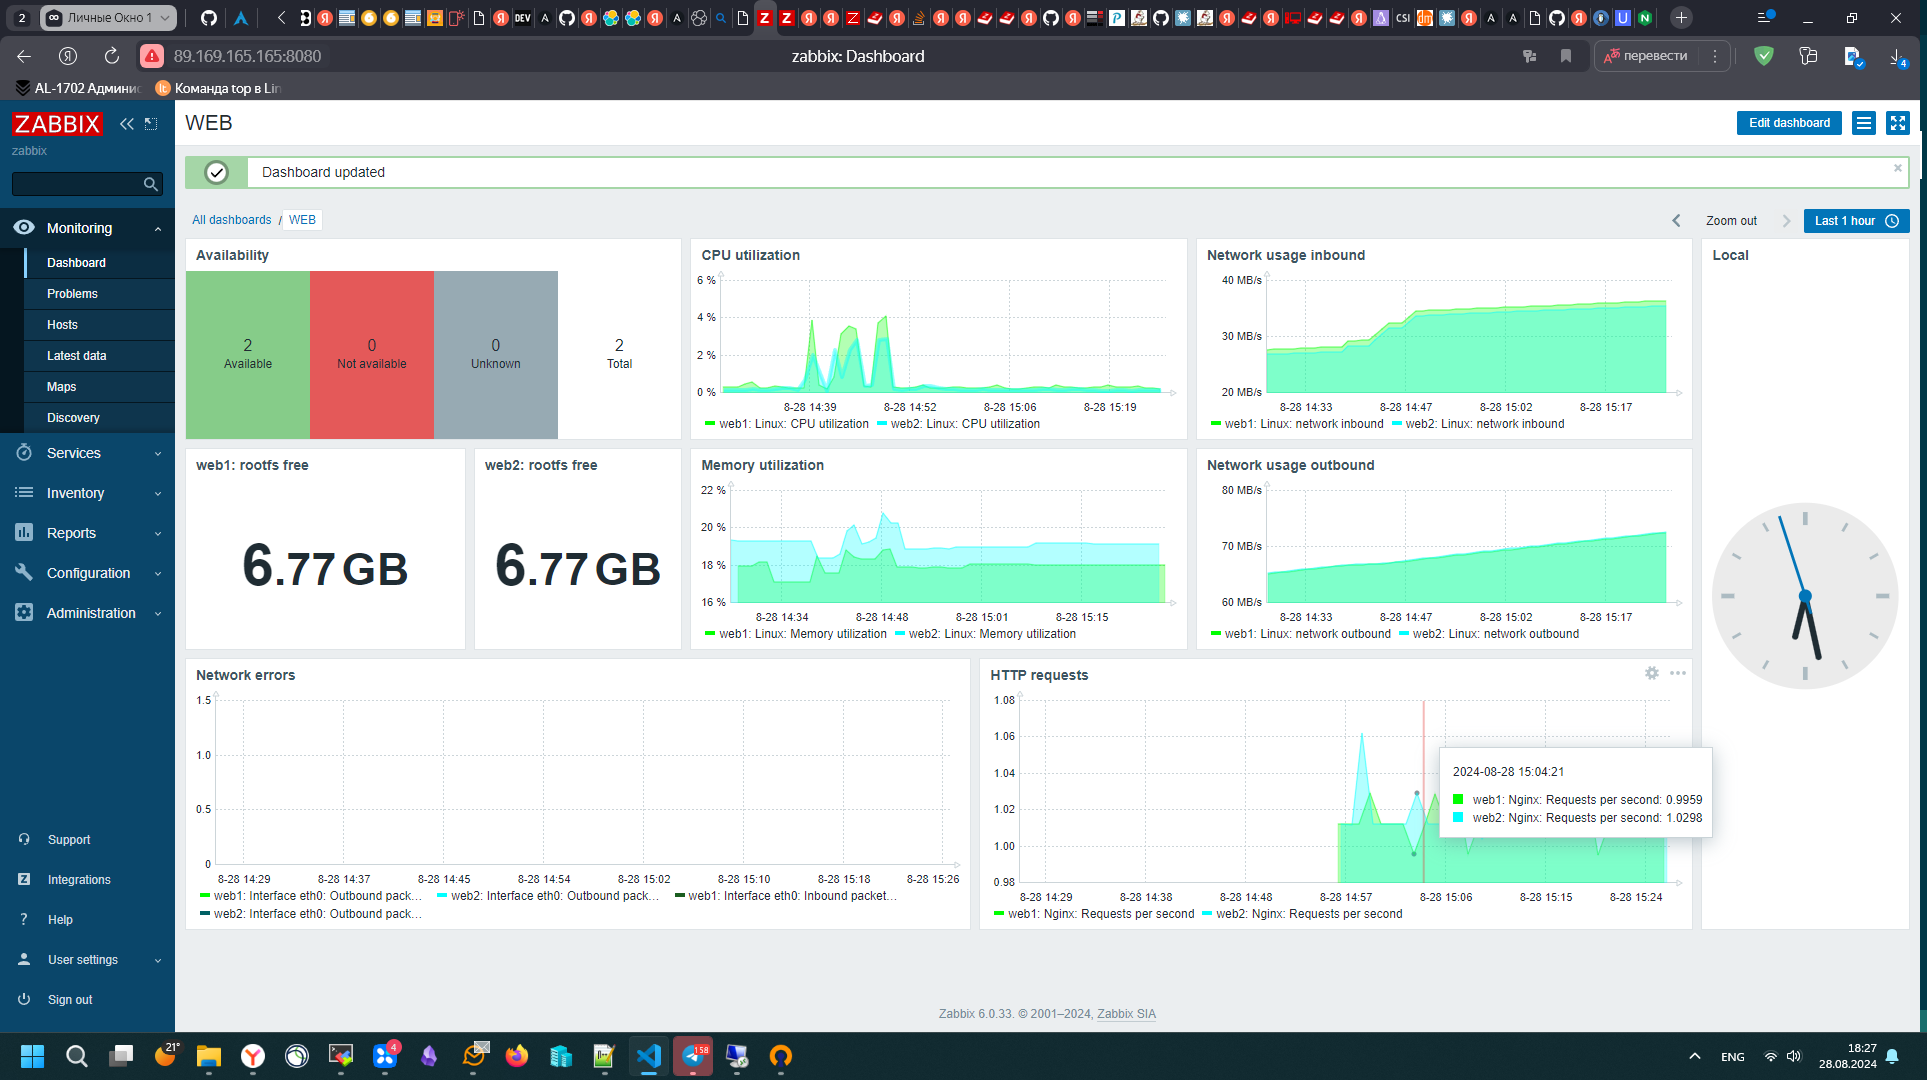 2
Личные Окно 1
DEV
CSI
89.169.165.165:8080
zabbix: Dashboard
перевести
4
AL-1702 Админис
Команда top в Lin
ZABBIX
zabbix
Monitoring
Dashboard
Problems
Hosts
Latest data
Maps
Discovery
Services
Inventory
Reports
Configuration
Administration
Support
Integrations
Help
User settings
Sign out
WEB
Edit dashboard
Dashboard updated
All dashboards / WEB
Zoom out
Last 1 hour
Availability
2
Available
0
Not available
0
Unknown
2
Total
CPU utilization
6 %
4 %
2 %
0 %
8-28 14:39
8-28 14:52
8-28 15:06
8-28 15:19
web1: Linux: CPU utilization
web2: Linux: CPU utilization
Network usage inbound
40 MB/s
30 MB/s
20 MB/s
8-28 14:33
8-28 14:47
8-28 15:02
8-28 15:17
web1: Linux: network inbound
web2: Linux: network inbound
Local
web1: rootfs free
6.77 GB
web2: rootfs free
6.77 GB
Memory utilization
22 %
20 %
18 %
16 %
8-28 14:34
8-28 14:48
8-28 15:01
8-28 15:15
web1: Linux: Memory utilization
web2: Linux: Memory utilization
Network usage outbound
80 MB/s
70 MB/s
60 MB/s
8-28 14:33
8-28 14:47
8-28 15:02
8-28 15:17
web1: Linux: network outbound
web2: Linux: network outbound
Network errors
1.5
1.0
0.5
0
8-28 14:29
8-28 14:37
8-28 14:45
8-28 14:54
8-28 15:02
8-28 15:10
8-28 15:18
8-28 15:26
web1: Interface eth0: Outbound pack...
web2: Interface eth0: Outbound pack...
web1: Interface eth0: Inbound packet...
web2: Interface eth0: Outbound pack...
HTTP requests
1.08
1.06
1.04
1.02
1.00
0.98
8-28 14:29
8-28 14:38
8-28 14:48
8-28 14:57
8-28 15:06
8-28 15:15
8-28 15:24
web1: Nginx: Requests per second
web2: Nginx: Requests per second
2024-08-28 15:04:21
web1: Nginx: Requests per second: 0.9959
web2: Nginx: Requests per second: 1.0298
Zabbix 6.0.33. © 2001–2024, Zabbix SIA
21°
4
158
ENG
18:27
28.08.2024